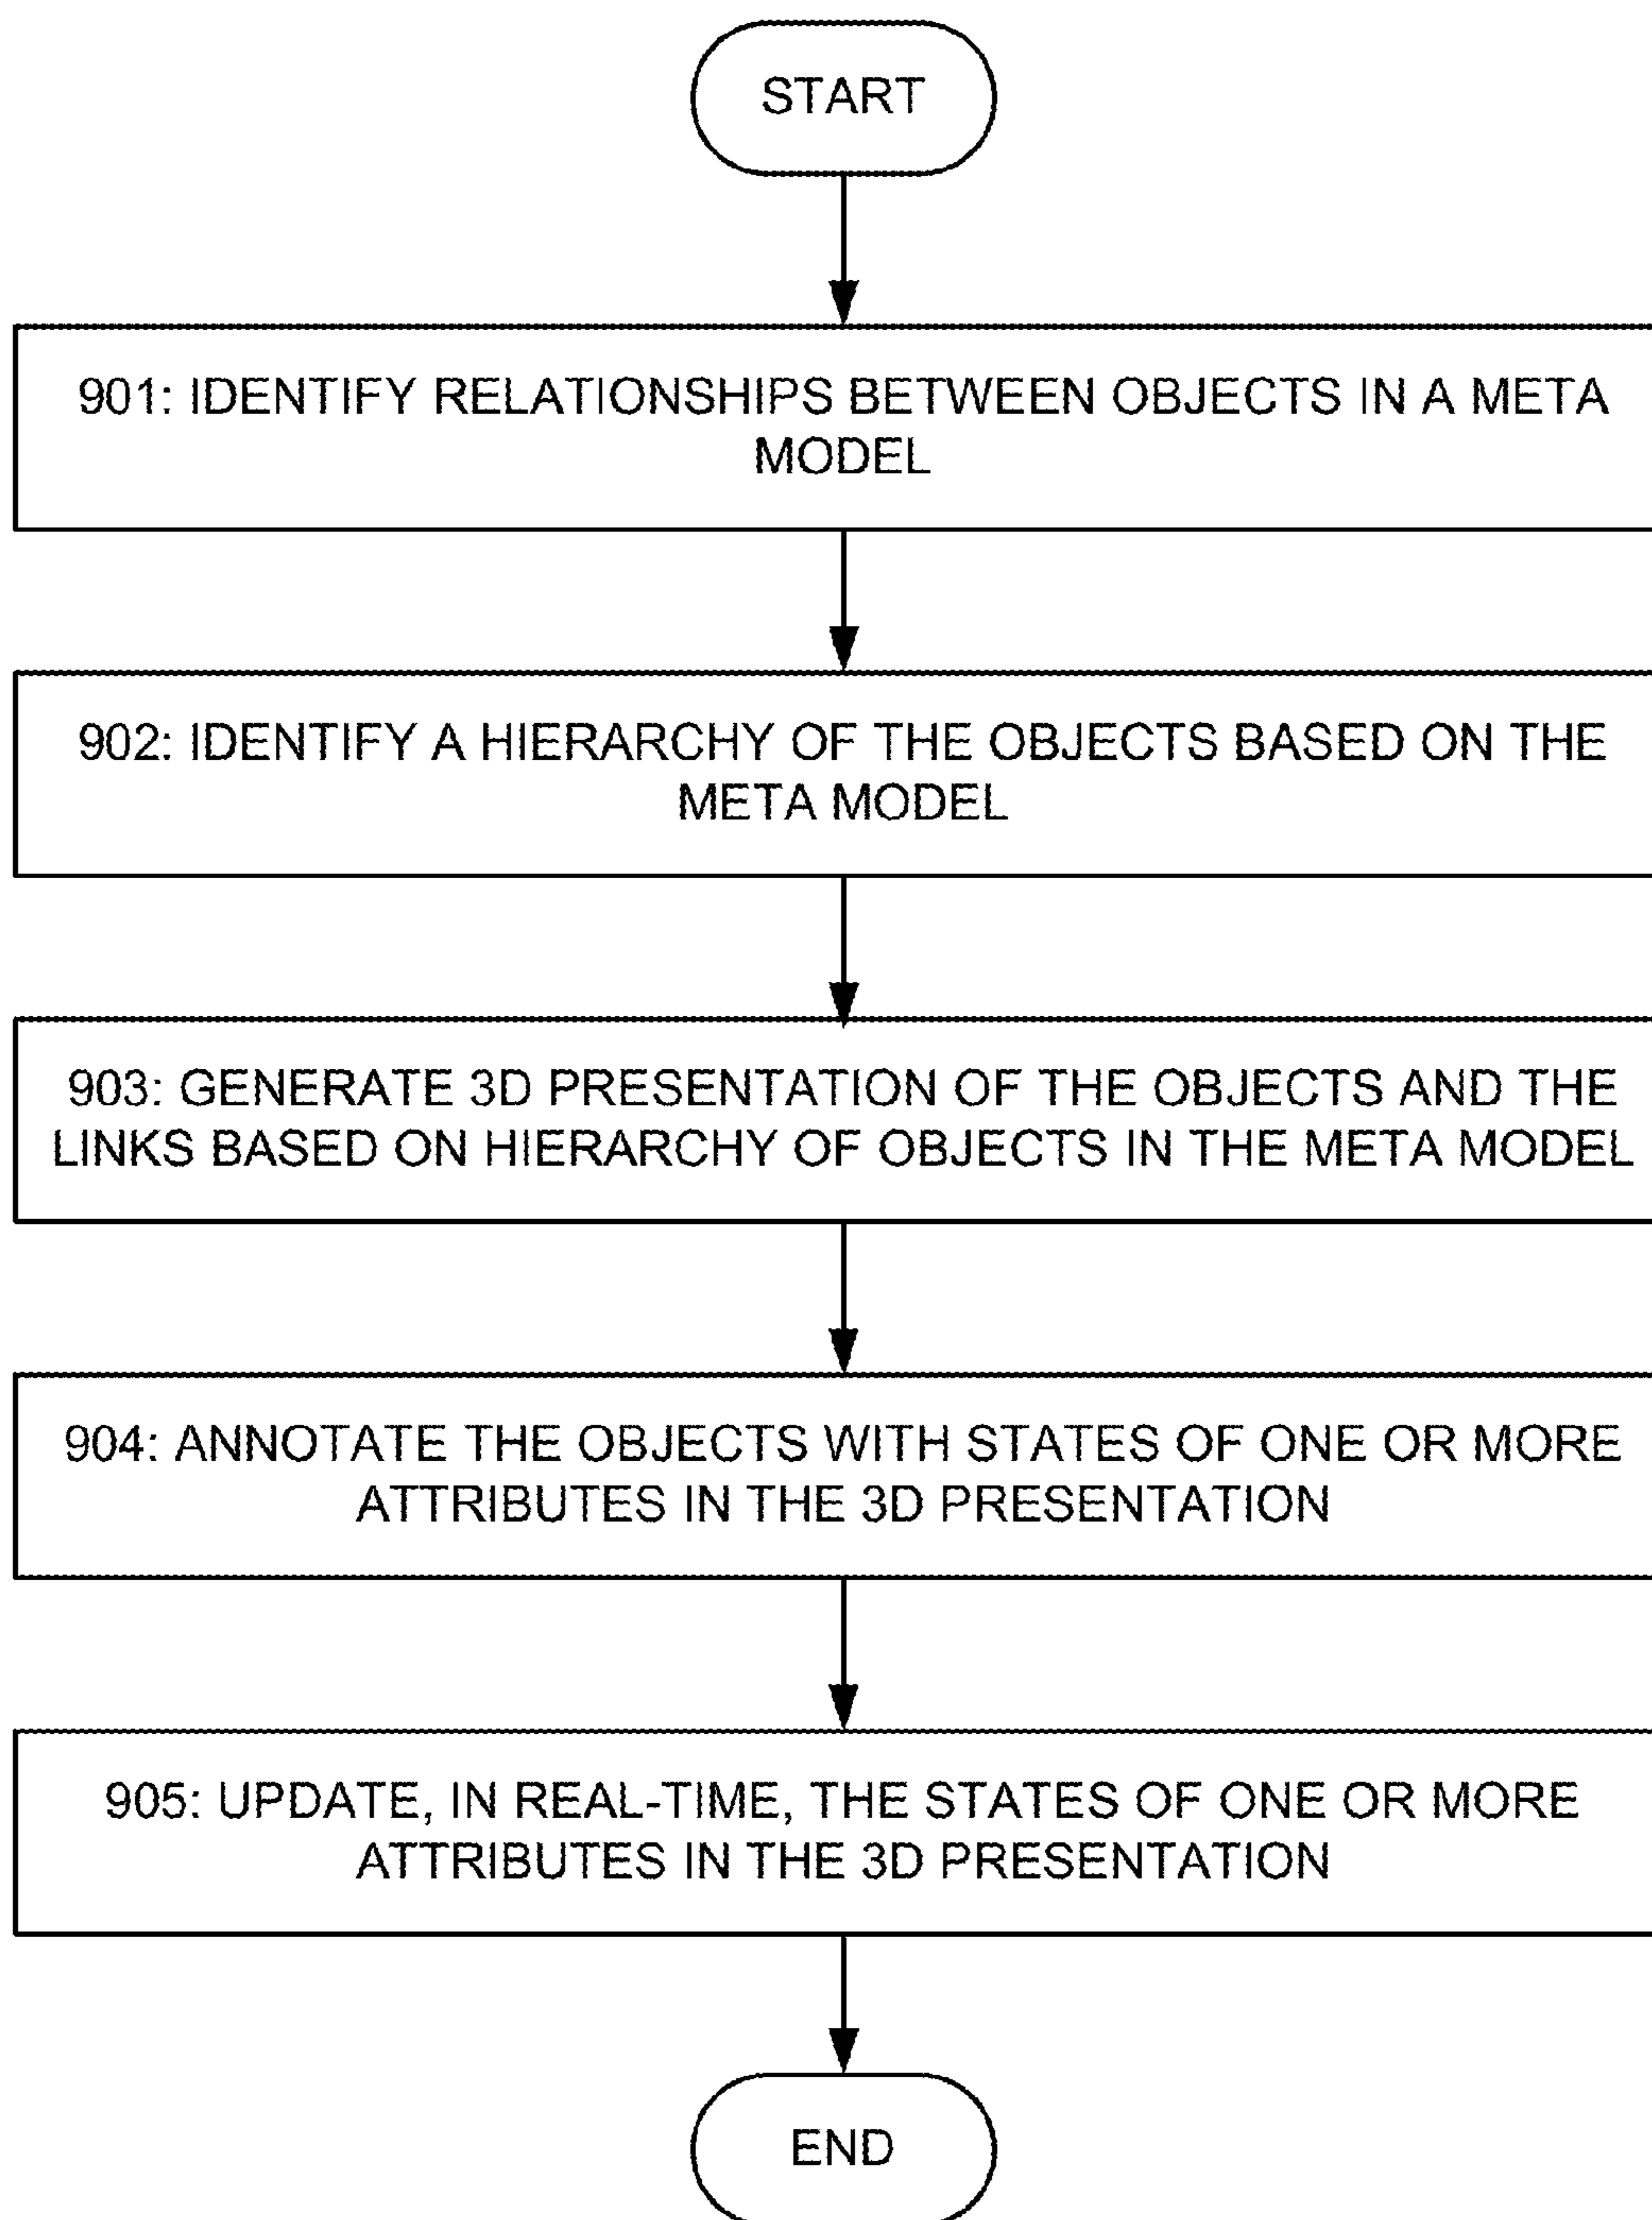 START
901: IDENTIFY RELATIONSHIPS BETWEEN OBJECTS IN A META
MODEL
902: IDENTIFY A HIERARCHY OF THE OBJECTS BASED ON THE
META MODEL
903: GENERATE 3D PRESENTATION OF THE OBJECTS AND THE
LINKS BASED ON HIERARCHY OF OBJECTS IN THE META MODEL
904: ANNOTATE THE OBJECTS WITH STATES OF ONE OR MORE
ATTRIBUTES IN THE 3D PRESENTATION
905: UPDATE, IN REAL-TIME, THE STATES OF ONE OR MORE
ATTRIBUTES IN THE 3D PRESENTATION
END